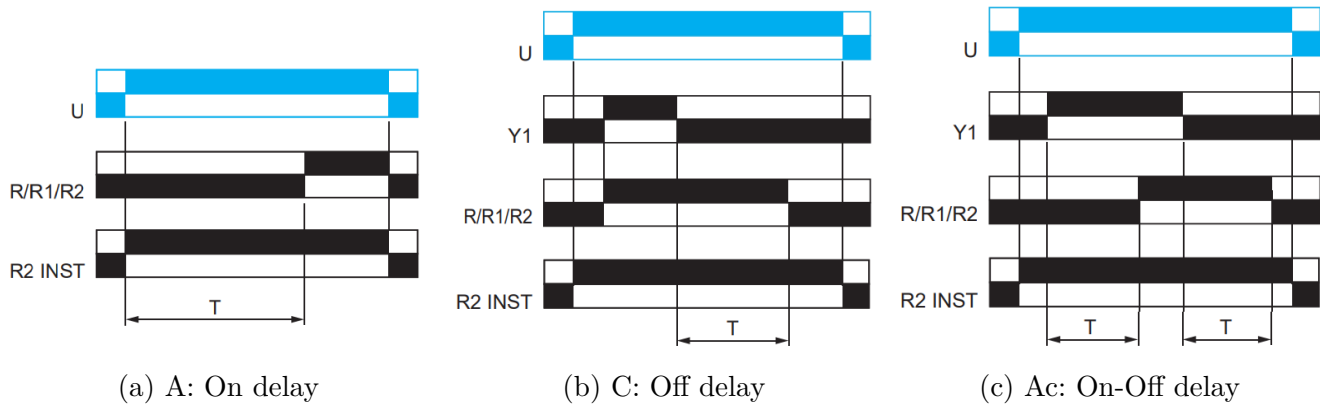 U
R/R1/R2
R2 INST
T
(a) A: On delay
U
Y1
R/R1/R2
R2 INST
T
(b) C: Off delay
U
Y1
R/R1/R2
R2 INST
T T
(c) Ac: On-Off delay